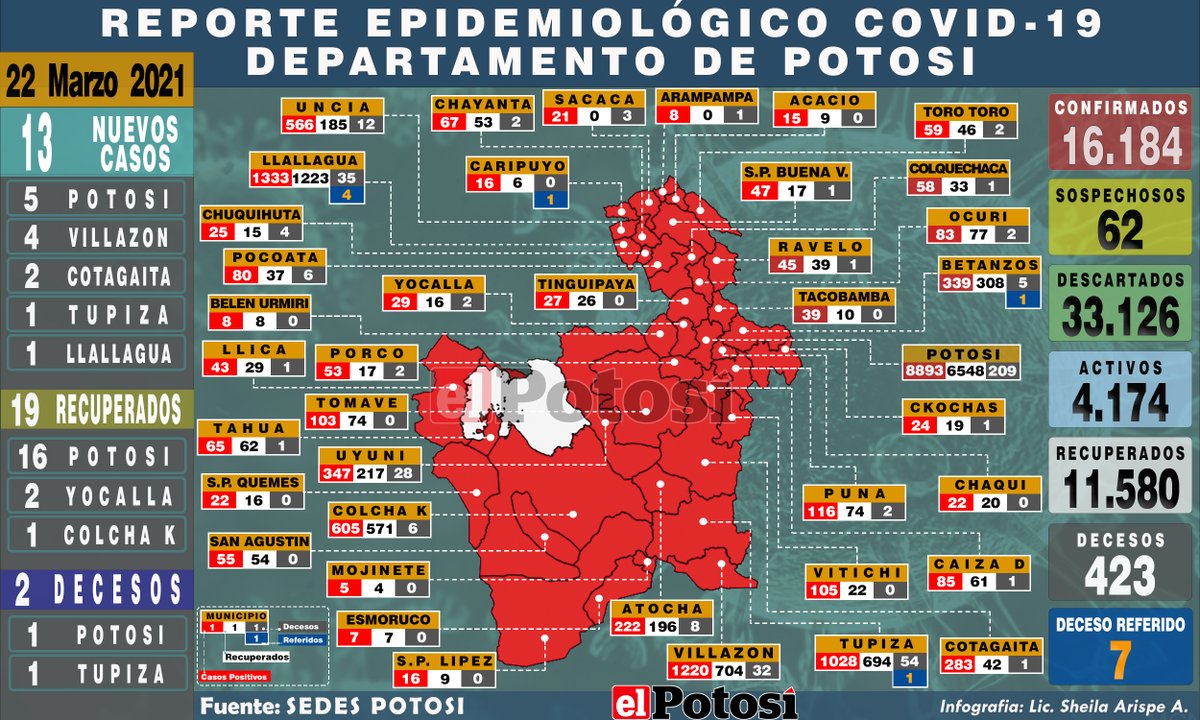 REPORTE EPIDEMIOLÓGICO COVID-19
DEPARTAMENTO DE POTOSI
22 Marzo 2021
13 NUEVOS CASOS
5 POTOSI
4 VILLAZON
2 COTAGAITA
1 TUPIZA
1 LLALLAGUA
19 RECUPERADOS
16 POTOSI
2 YOCALLA
1 COLCHA K
2 DECESOS
1 POTOSI
1 TUPIZA
UNCIA
566 185 12
CHAYANTA
67 53 2
SACACA
21 0 3
ARAMPAMPA
8 0 1
ACACIO
15 9 0
TORO TORO
59 46 2
LLALLAGUA
1333 1223 35
4
CARIPUYO
16 6 0
1
S.P. BUENA V.
47 17 1
COLQUECHACA
58 33 1
CHUQUIHUTA
25 15 4
OCURI
83 77 2
POCOATA
80 37 6
RAVELO
45 39 1
YOCALLA
29 16 2
TINGUIPAYA
27 26 0
BETANZOS
339 308 5
1
BELEN URMIRI
8 8 0
TACOBAMBA
39 10 0
LLICA
43 29 1
PORCO
53 17 2
POTOSI
8893 6548 209
elPotosí
TOMAVE
103 74 0
CKOCHAS
24 19 1
TAHUA
65 62 1
UYUNI
347 217 28
S.P. QUEMES
22 16 0
PUNA
116 74 2
CHAQUI
22 20 0
COLCHA K
605 571 6
SAN AGUSTIN
55 54 0
MOJINETE
5 4 0
VITICHI
105 22 0
CAIZA D
85 61 1
ESMORUCO
7 7 0
ATOCHA
222 196 8
S.P. LIPEZ
16 9 0
VILLAZON
1220 704 32
TUPIZA
1028 694 54
1
COTAGAITA
283 42 1
MUNICIPIO
1 1 1 Decesos
1 Referidos
Recuperados
Casos Positivos
CONFIRMADOS
16.184
SOSPECHOSOS
62
DESCARTADOS
33.126
ACTIVOS
4.174
RECUPERADOS
11.580
DECESOS
423
DECESO REFERIDO
7
Fuente: SEDES POTOSI
elPotosí
Infografia: Lic. Sheila Arispe A.